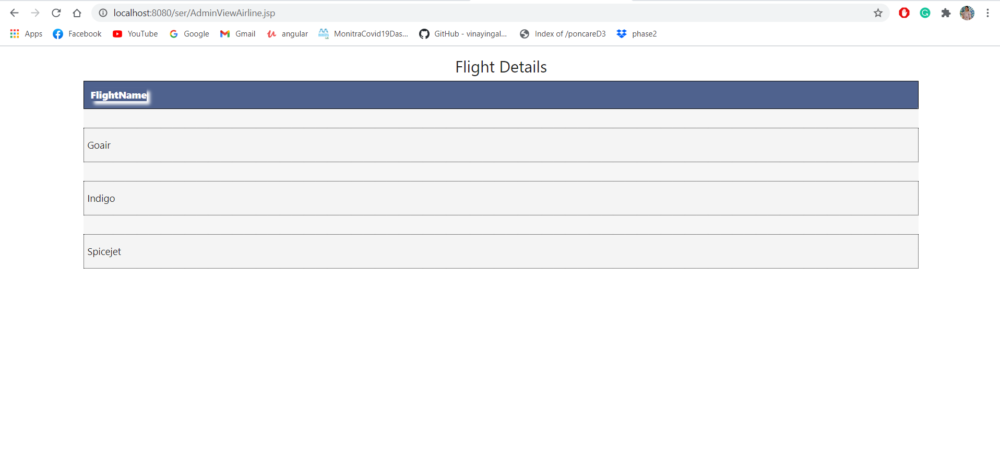 localhost:8080/ser/AdminViewAirline.jsp
Apps Facebook YouTube Google Gmail angular MonitraCovid19Das... GitHub - vinayingal... Index of /poncareD3 phase2
Flight Details
FlightName
Goair
Indigo
Spicejet